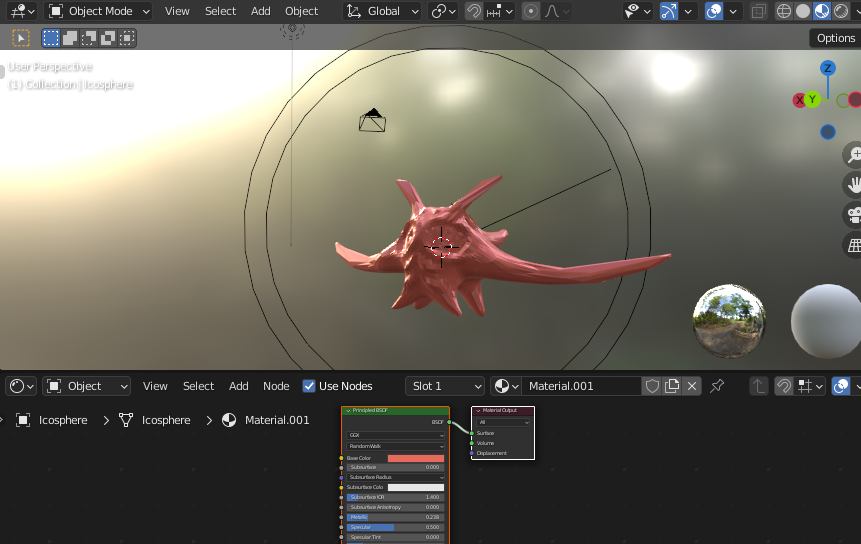 Object Mode View Select Add Object Global
Options
User Perspective
(1) Collection | Icosphere
Z
X Y
Object View Select Add Node Use Nodes Slot 1 Material.001
Icosphere > Icosphere > Material.001
Principled BSDF
BSDF
GGX
Random Walk
Base Color
Subsurface 0.000
Subsurface Radius
Subsurface Colo
Subsurface IOR 1.400
Subsurface Anisotropy 0.000
Metallic 0.238
Specular 0.500
Specular Tint 0.000
Material Output
All
Surface
Volume
Displacement